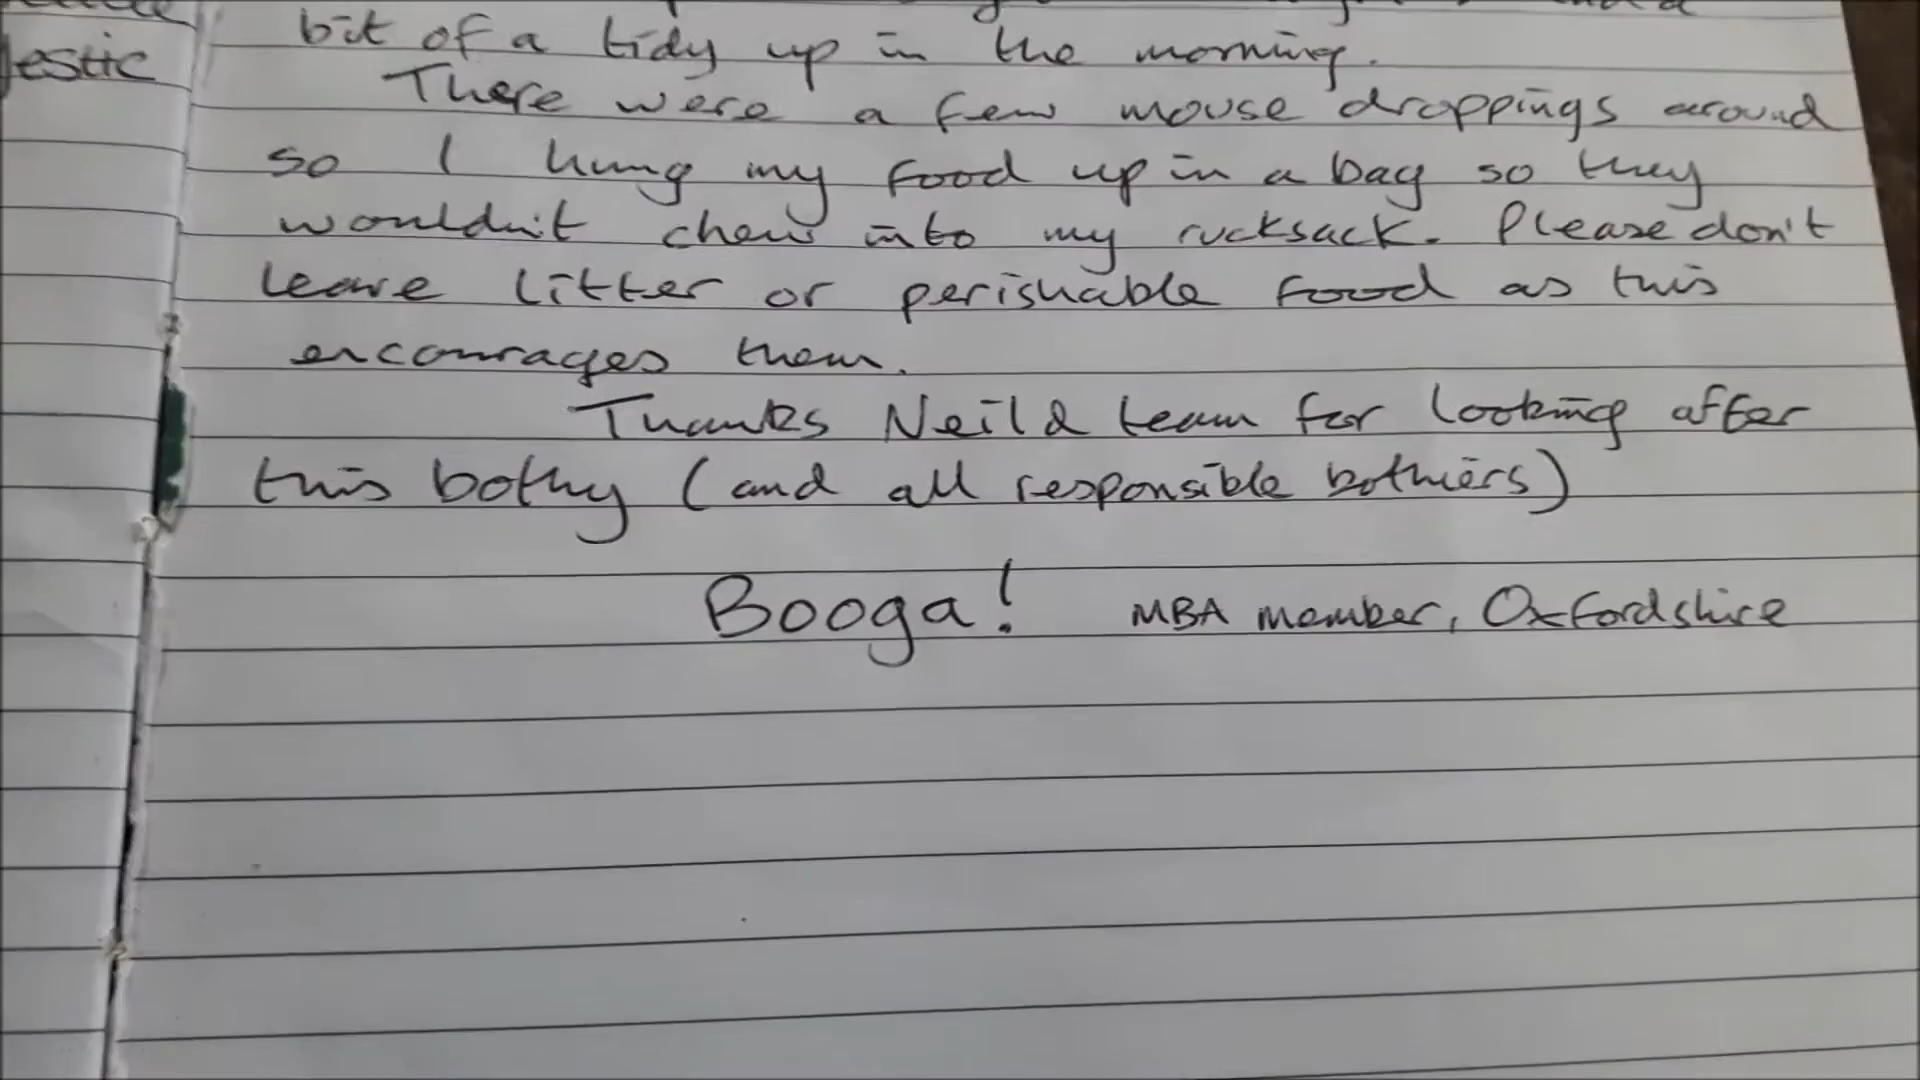 estic
bit of a tidy up in the morning.
There were a few mouse droppings around
so I hung my food up in a bag so they
wouldn't chew into my rucksack. Please don't
leave litter or perishable food as this
encourages them.
Thanks Neil & team for looking after
this bothy (and all responsible bothiers)
Booga! MBA member, Oxfordshire